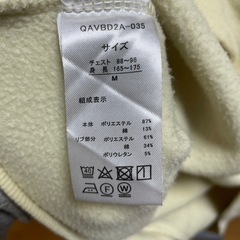 QAVBD2A-035
サイズ
チェスト 88～96
身長 165～175
M
組成表示
本体 ポリエステル 87%
綿 13%
リブ部分 ポリエステル 61%
綿 34%
ポリウレタン 5%
40